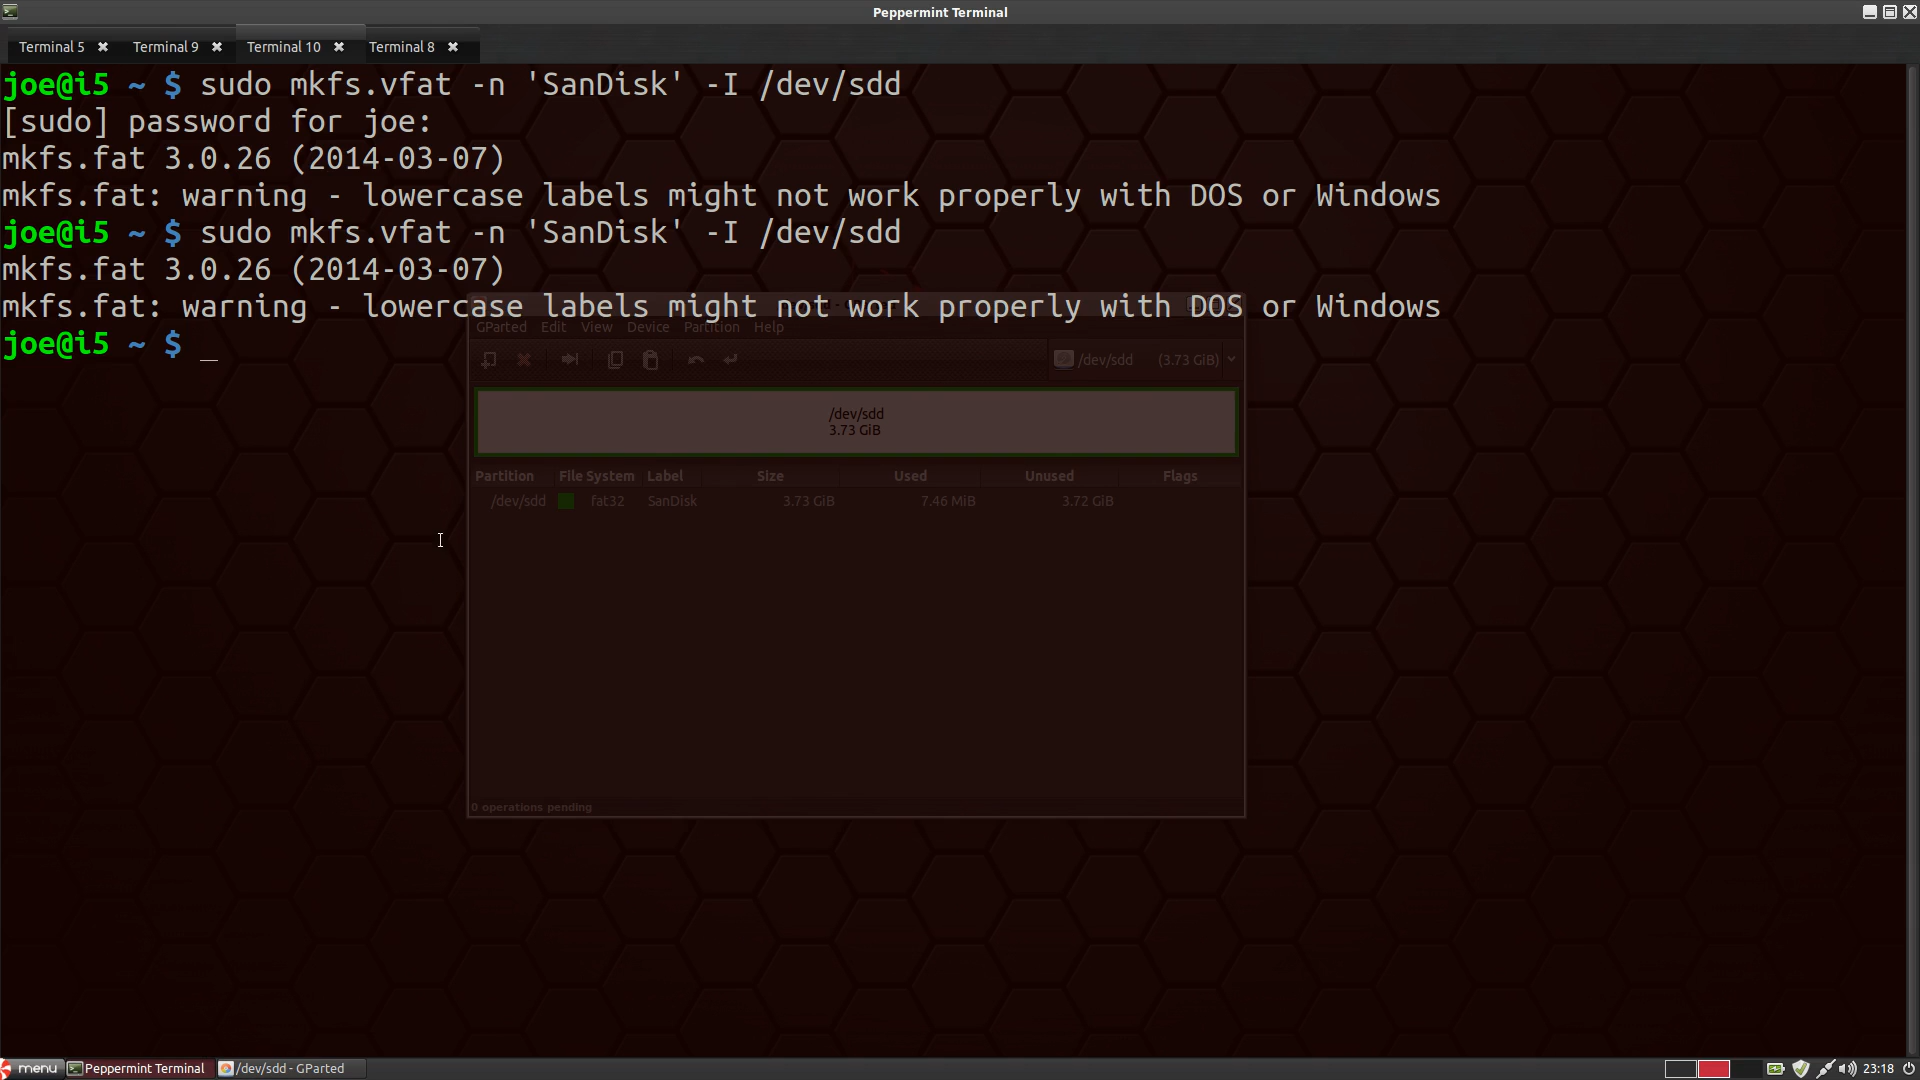 Peppermint Terminal
Terminal 5 Terminal 9 Terminal 10 Terminal 8
joe@i5 ~ $ sudo mkfs.vfat -n 'SanDisk' -I /dev/sdd
[sudo] password for joe:
mkfs.fat 3.0.26 (2014-03-07)
mkfs.fat: warning - lowercase labels might not work properly with DOS or Windows
joe@i5 ~ $ sudo mkfs.vfat -n 'SanDisk' -I /dev/sdd
mkfs.fat 3.0.26 (2014-03-07)
mkfs.fat: warning - lowercase labels might not work properly with DOS or Windows
joe@i5 ~ $ _
GParted Edit View Device Partition Help
/dev/sdd (3.73 GiB)
/dev/sdd
3.73 GiB
Partition File System Label Size Used Unused Flags
/dev/sdd fat32 SanDisk 3.73 GiB 7.46 MiB 3.72 GiB
0 operations pending
menu Peppermint Terminal /dev/sdd - GParted 23:18